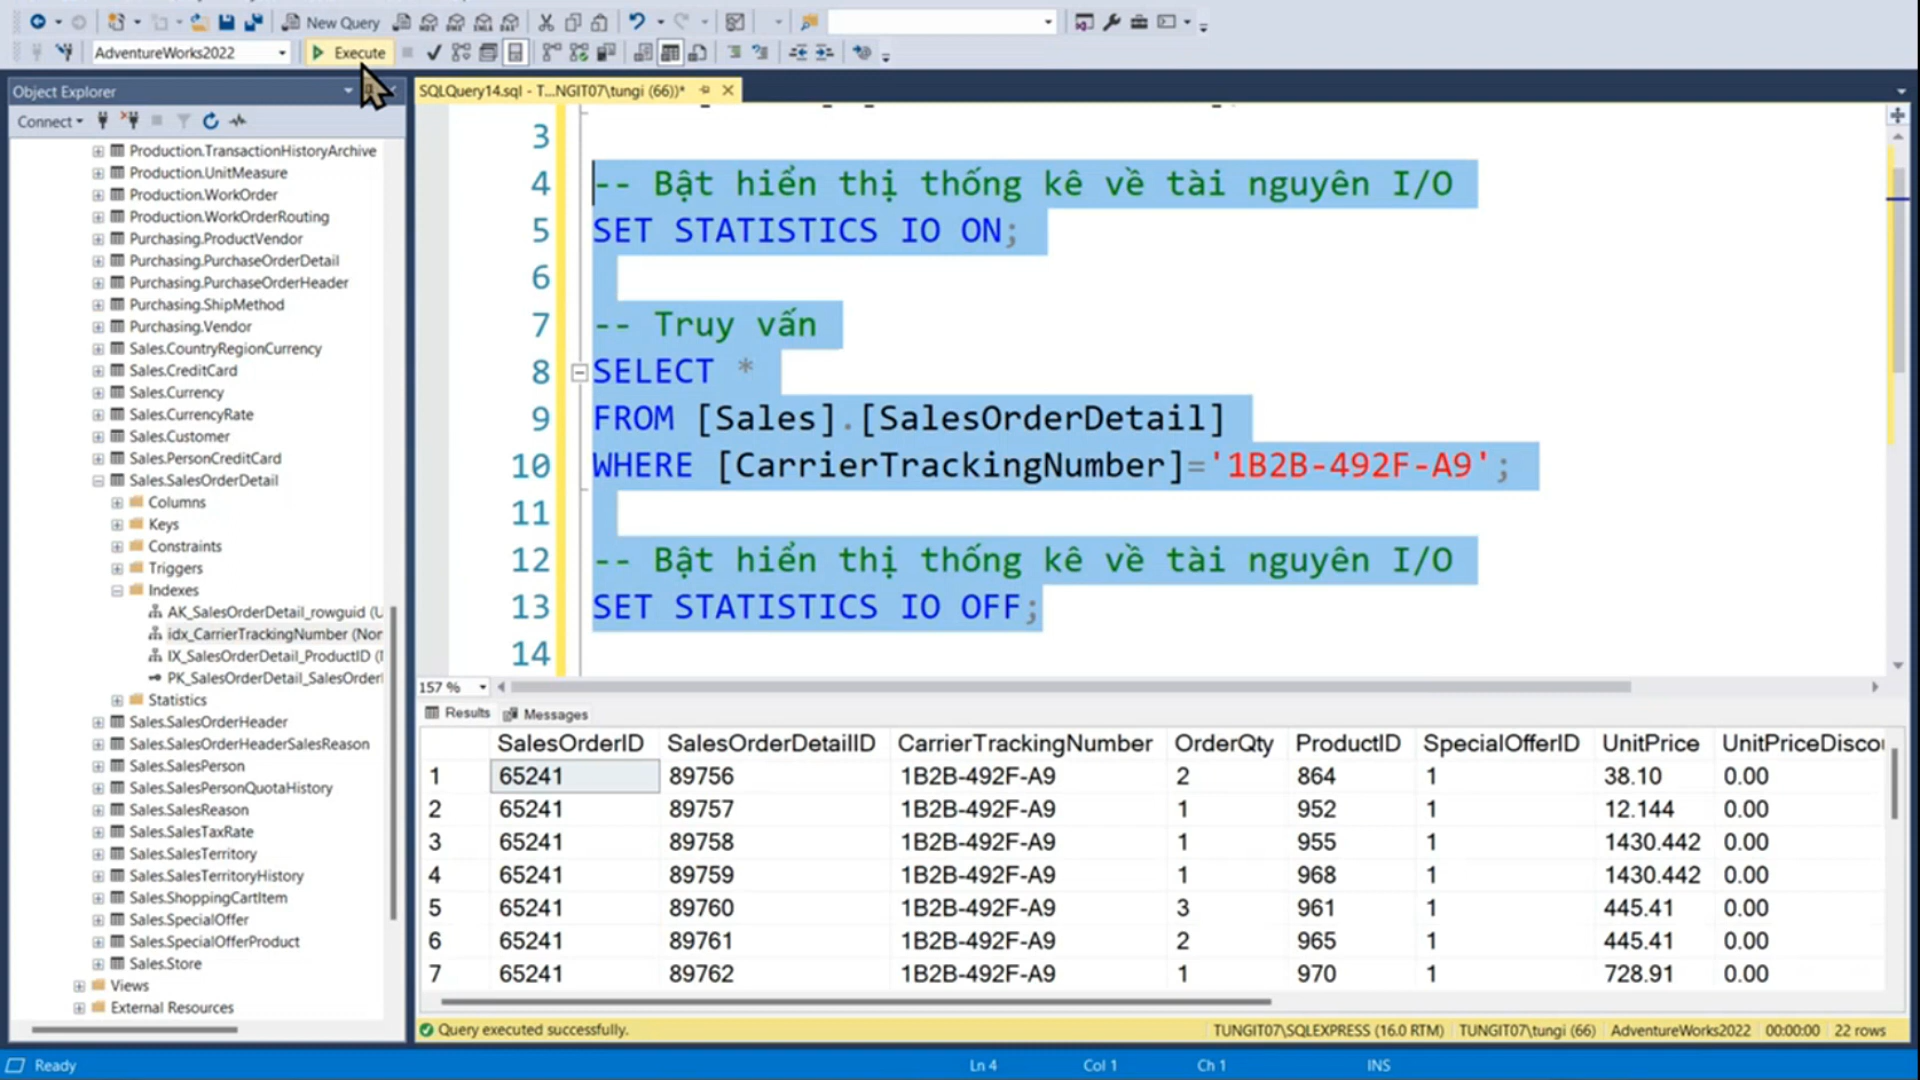 New Query
AdventureWorks2022
Execute
Object Explorer
Connect
Production.TransactionHistoryArchive
Production.UnitMeasure
Production.WorkOrder
Production.WorkOrderRouting
Purchasing.ProductVendor
Purchasing.PurchaseOrderDetail
Purchasing.PurchaseOrderHeader
Purchasing.ShipMethod
Purchasing.Vendor
Sales.CountryRegionCurrency
Sales.CreditCard
Sales.Currency
Sales.CurrencyRate
Sales.Customer
Sales.PersonCreditCard
Sales.SalesOrderDetail
Columns
Keys
Constraints
Triggers
Indexes
AK_SalesOrderDetail_rowguid (U
idx_CarrierTrackingNumber (Nor
IX_SalesOrderDetail_ProductID (
PK_SalesOrderDetail_SalesOrder
Statistics
Sales.SalesOrderHeader
Sales.SalesOrderHeaderSalesReason
Sales.SalesPerson
Sales.SalesPersonQuotaHistory
Sales.SalesReason
Sales.SalesTaxRate
Sales.SalesTerritory
Sales.SalesTerritoryHistory
Sales.ShoppingCartItem
Sales.SpecialOffer
Sales.SpecialOfferProduct
Sales.Store
Views
External Resources
SQLQuery14.sql - T...NGIT07\tungi (66))*
3
4 -- Bật hiển thị thống kê về tài nguyên I/O
5 SET STATISTICS IO ON;
6
7 -- Truy vấn
8 SELECT *
9 FROM [Sales].[SalesOrderDetail]
10 WHERE [CarrierTrackingNumber]='1B2B-492F-A9';
11
12 -- Bật hiển thị thống kê về tài nguyên I/O
13 SET STATISTICS IO OFF;
14
157 %
Results Messages
SalesOrderID SalesOrderDetailID CarrierTrackingNumber OrderQty ProductID SpecialOfferID UnitPrice UnitPriceDiscou
1 65241 89756 1B2B-492F-A9 2 864 1 38.10 0.00
2 65241 89757 1B2B-492F-A9 1 952 1 12.144 0.00
3 65241 89758 1B2B-492F-A9 1 955 1 1430.442 0.00
4 65241 89759 1B2B-492F-A9 1 968 1 1430.442 0.00
5 65241 89760 1B2B-492F-A9 3 961 1 445.41 0.00
6 65241 89761 1B2B-492F-A9 2 965 1 445.41 0.00
7 65241 89762 1B2B-492F-A9 1 970 1 728.91 0.00
Query executed successfully. TUNGIT07\SQLEXPRESS (16.0 RTM) TUNGIT07\tungi (66) AdventureWorks2022 00:00:00 22 rows
Ready Ln 4 Col 1 Ch 1 INS